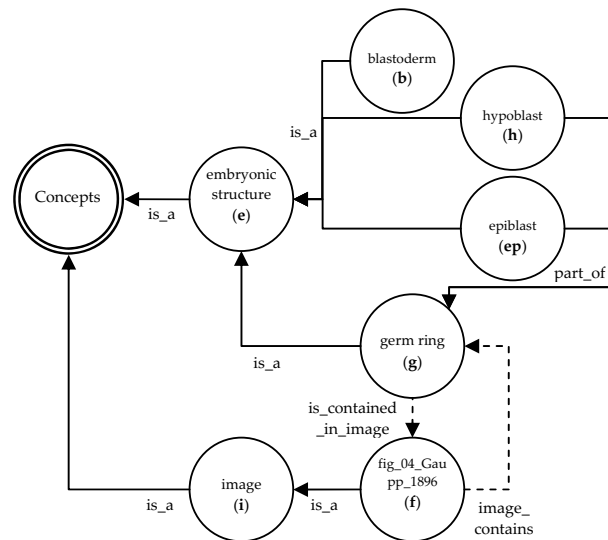 blastoderm
(b)
is_a
hypoblast
(h)
Concepts
is_a
embryonic
structure
(e)
epiblast
(ep)
part_of
germ ring
(g)
is_a
is_contained
_in_image
image
(i)
is_a
is_a
fig_04_Gau
pp_1896
(f)
image_
contains